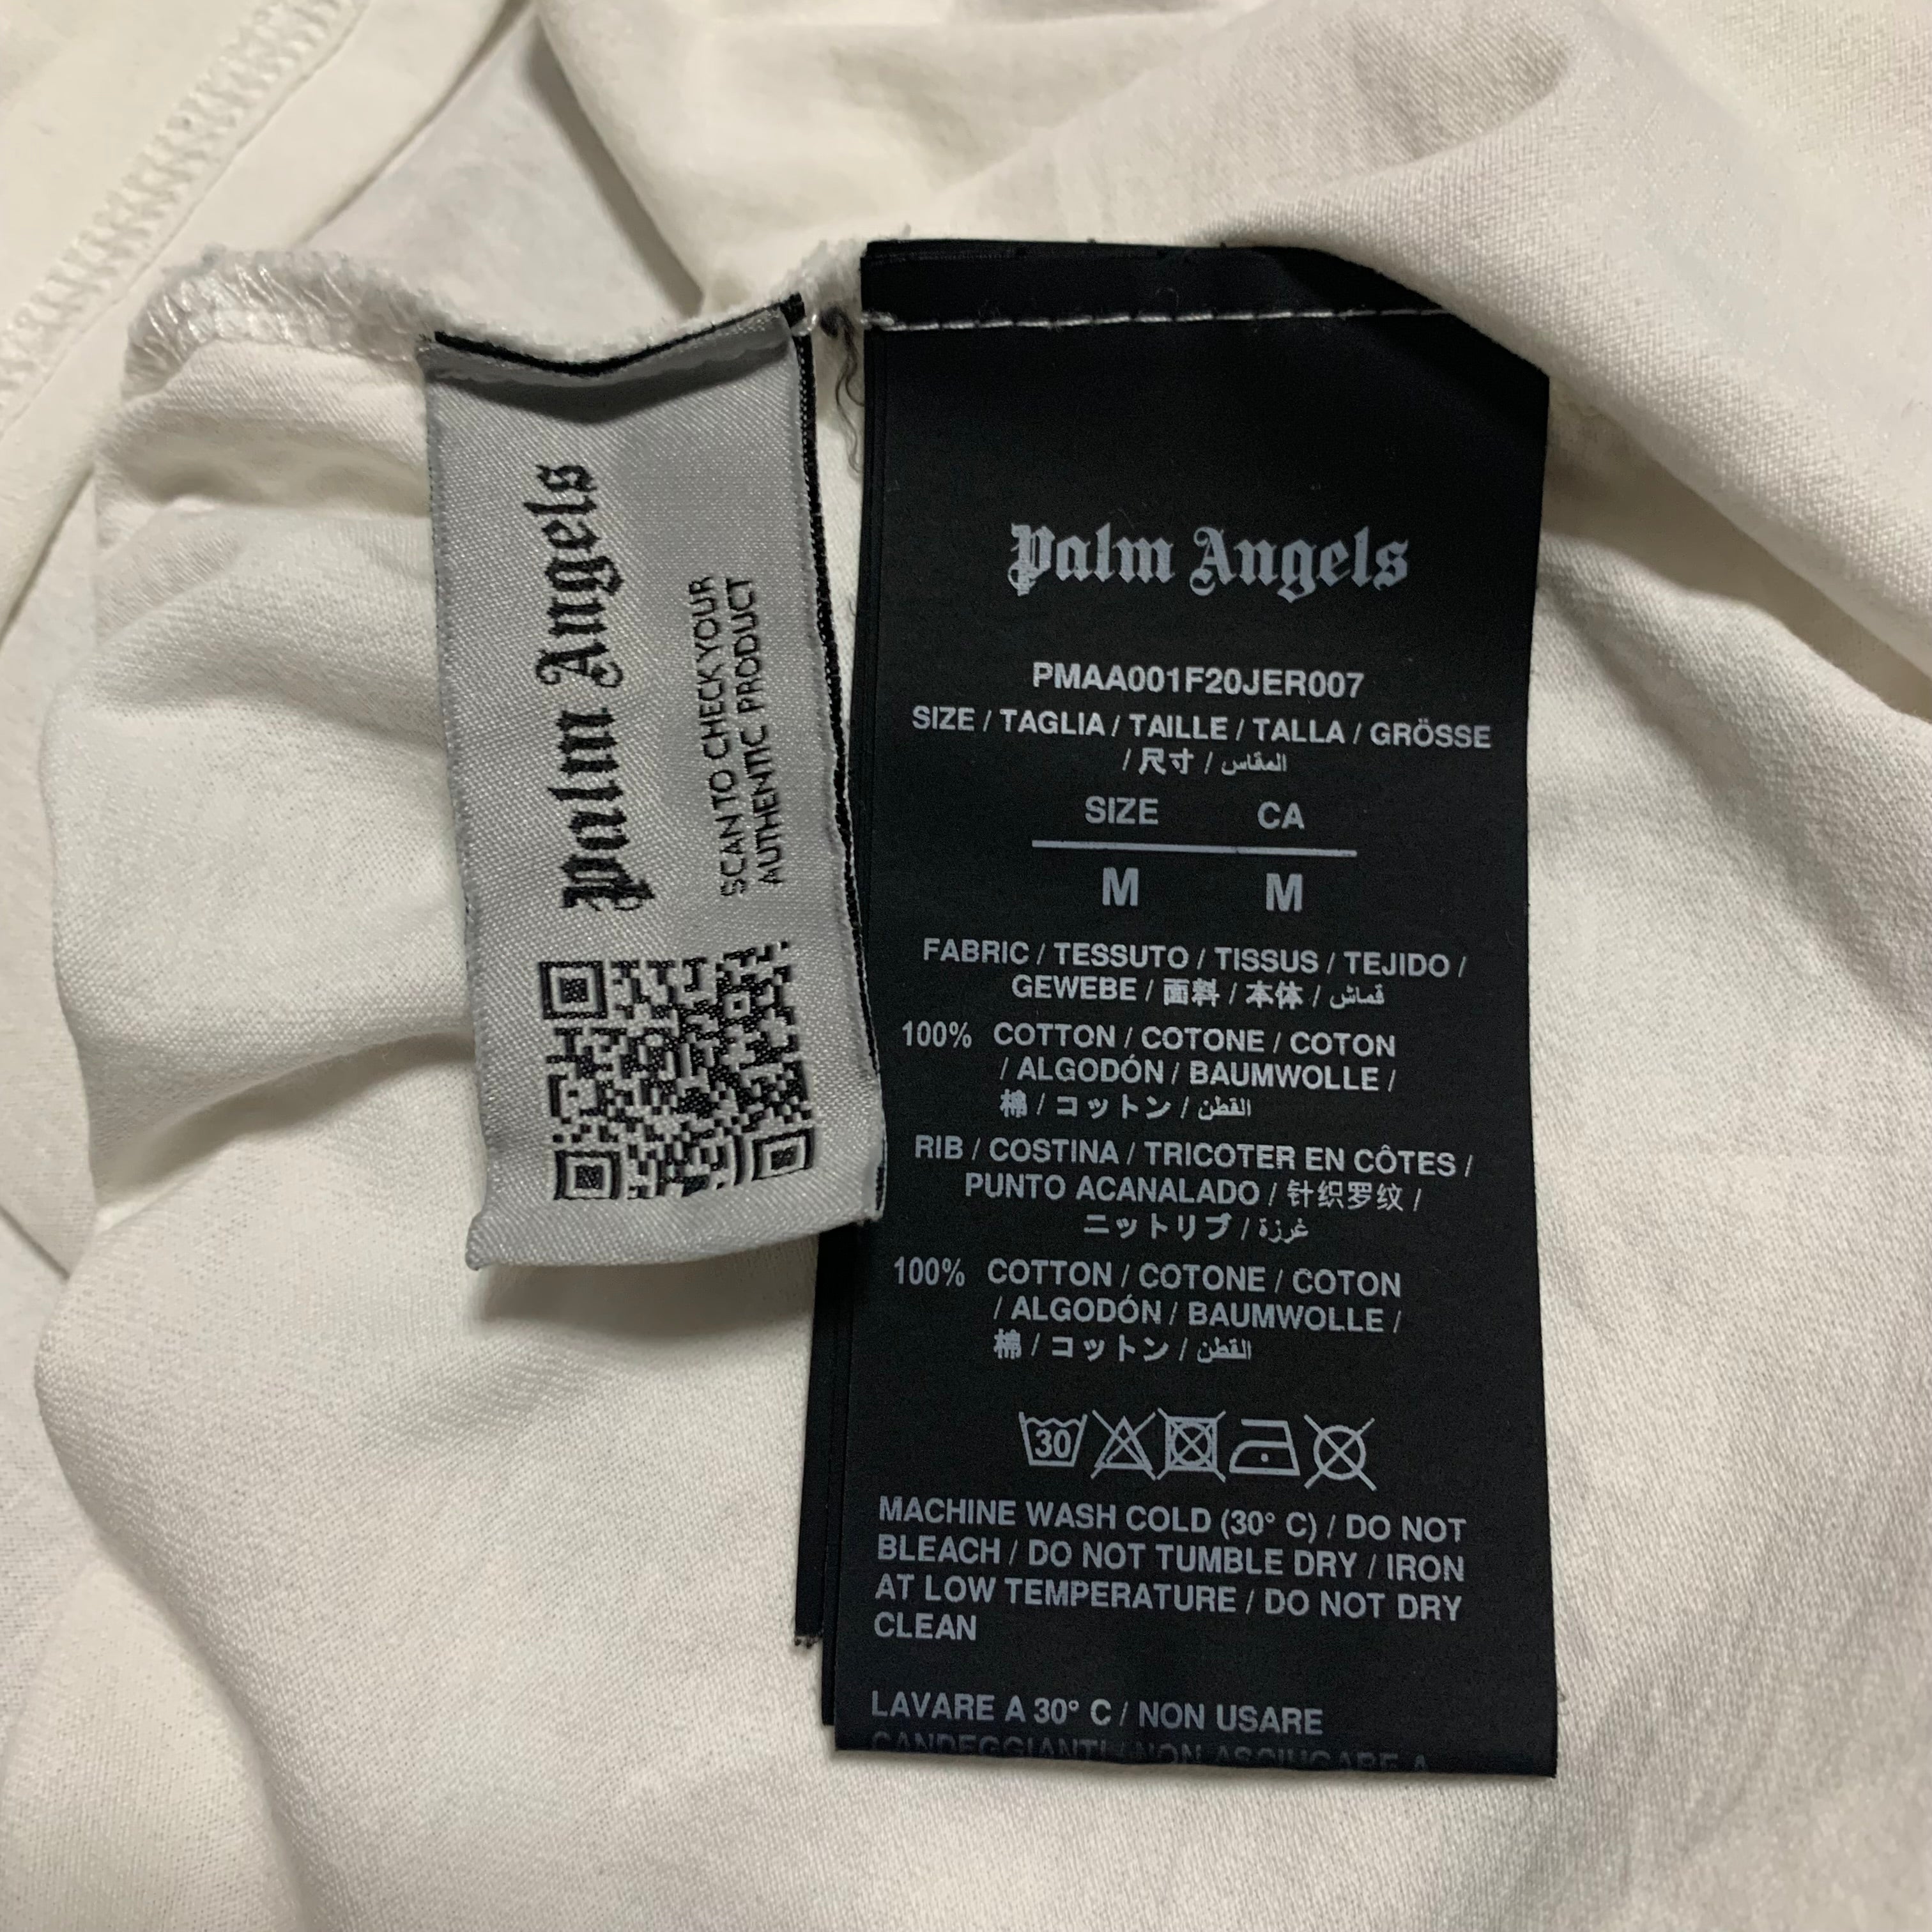 Palm Angels
SCAN TO CHECK YOUR
AUTHENTIC PRODUCT
Palm Angels
PMAA001F20JER007
SIZE / TAGLIA / TAILLE / TALLA / GRÖSSE
/ 尺寸 / المقاس
SIZE CA
M M
FABRIC / TESSUTO / TISSUS / TEJIDO /
GEWEBE / 面料 / 本体 / قماش
100% COTTON / COTONE / COTON
/ ALGODÓN / BAUMWOLLE /
棉 / コットン / القطن
RIB / COSTINA / TRICOTER EN CÔTES /
PUNTO ACANALADO / 针织罗纹 /
ニットリブ / غرزة
100% COTTON / COTONE / COTON
/ ALGODÓN / BAUMWOLLE /
棉 / コットン / القطن
30
MACHINE WASH COLD (30° C) / DO NOT
BLEACH / DO NOT TUMBLE DRY / IRON
AT LOW TEMPERATURE / DO NOT DRY
CLEAN
LAVARE A 30° C / NON USARE
CANDEGGIANTI / NON ASCIUGARE A